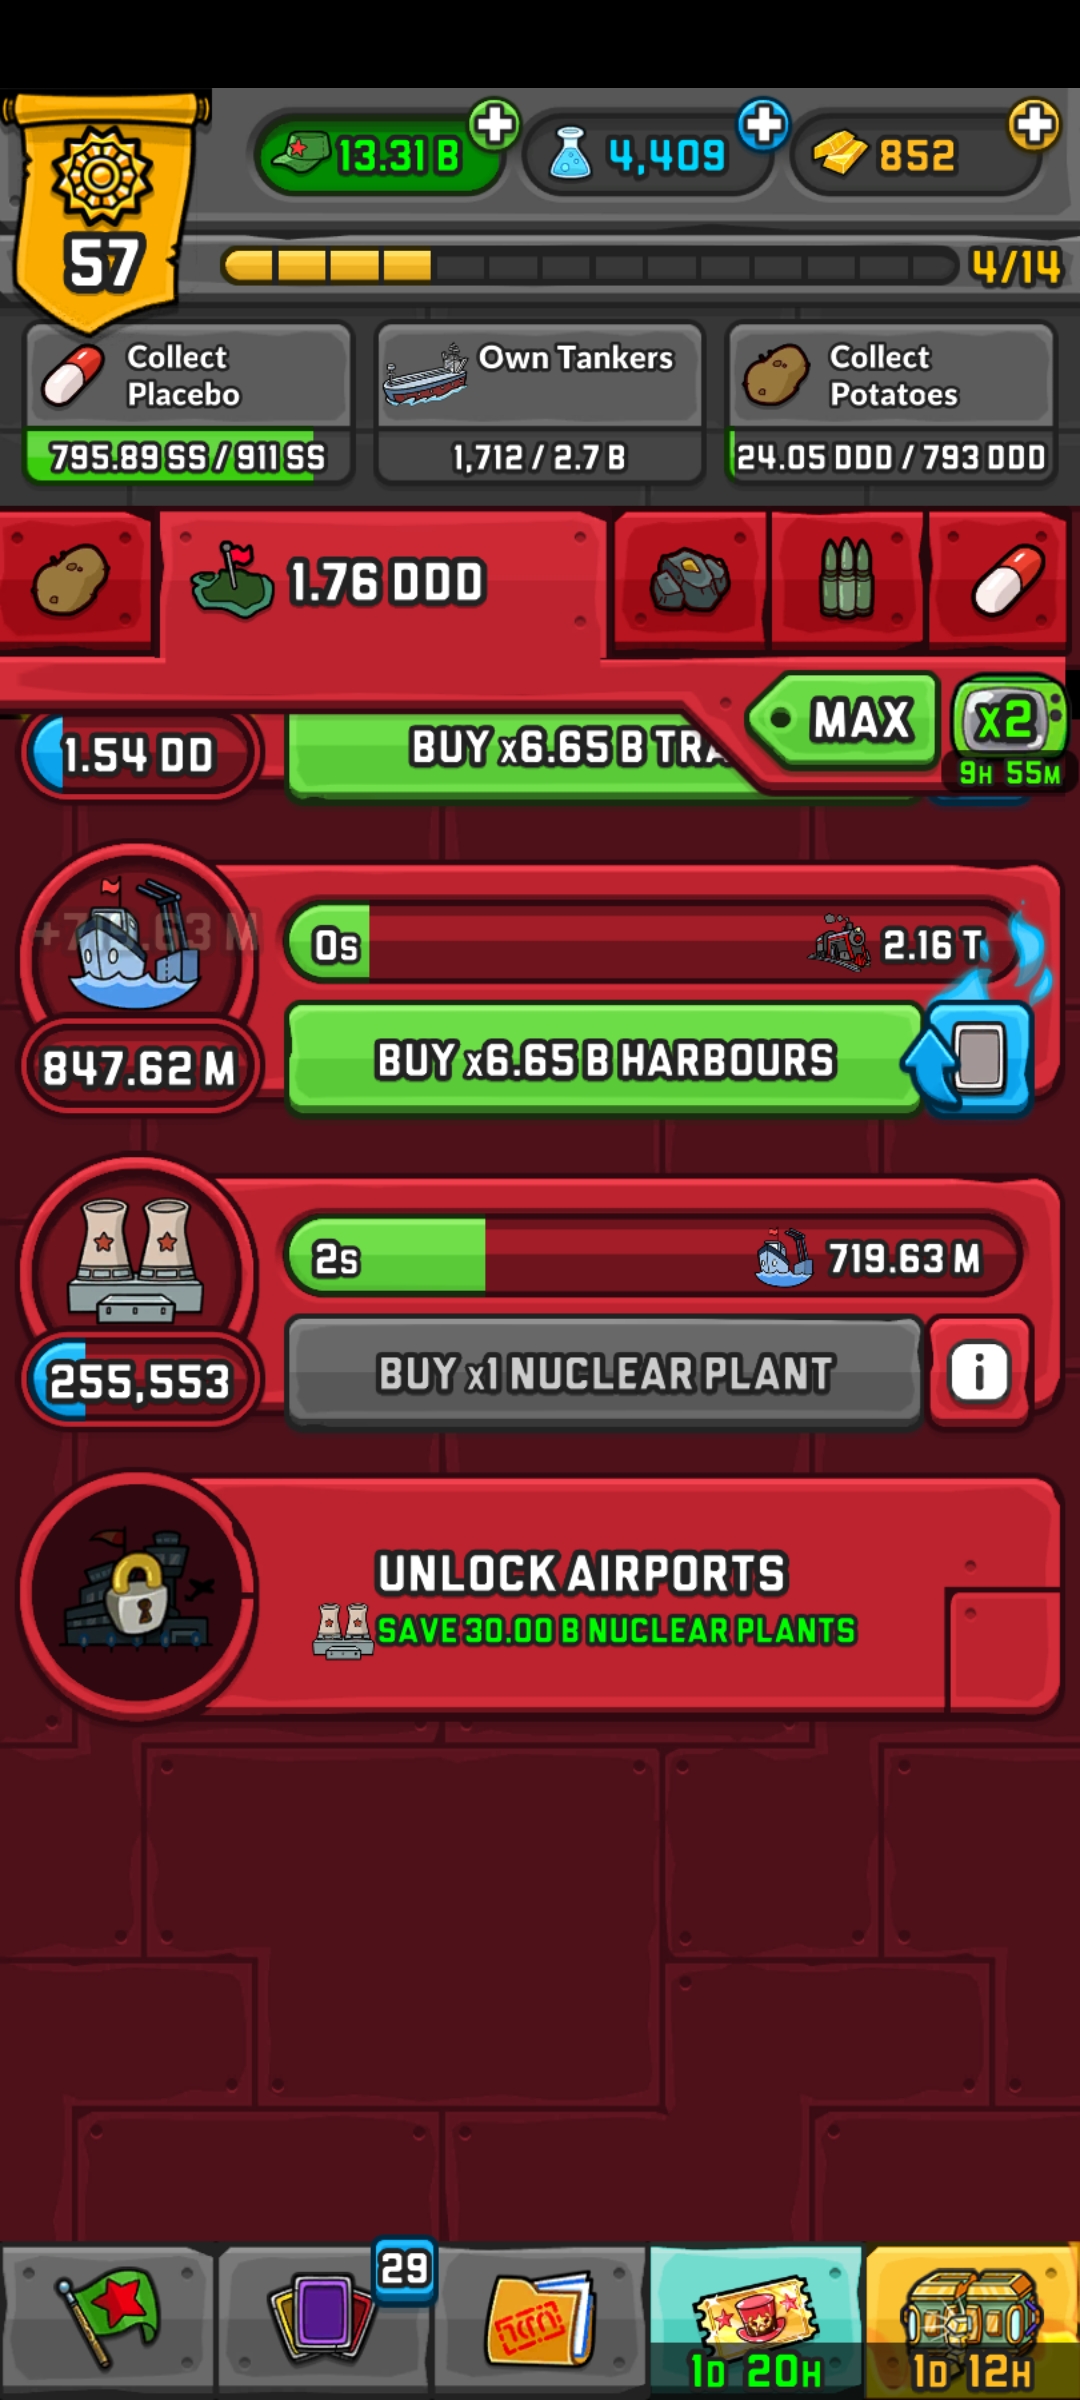 13.31 B
4,409
852
57
4/14
Collect
Placebo
Own Tankers
Collect
Potatoes
795.89 SS / 911 SS
1,712 / 2.7 B
24.05 DDD / 793 DDD
1.76 DDD
MAX
x2
9H 55M
1.54 DD
BUY x6.65 B
0s
2.16 T
847.62 M
BUY x6.65 B HARBOURS
2s
719.63 M
255,553
BUY x1 NUCLEAR PLANT
i
UNLOCK AIRPORTS
SAVE 30.00 B NUCLEAR PLANTS
29
1D 20H
1D 12H